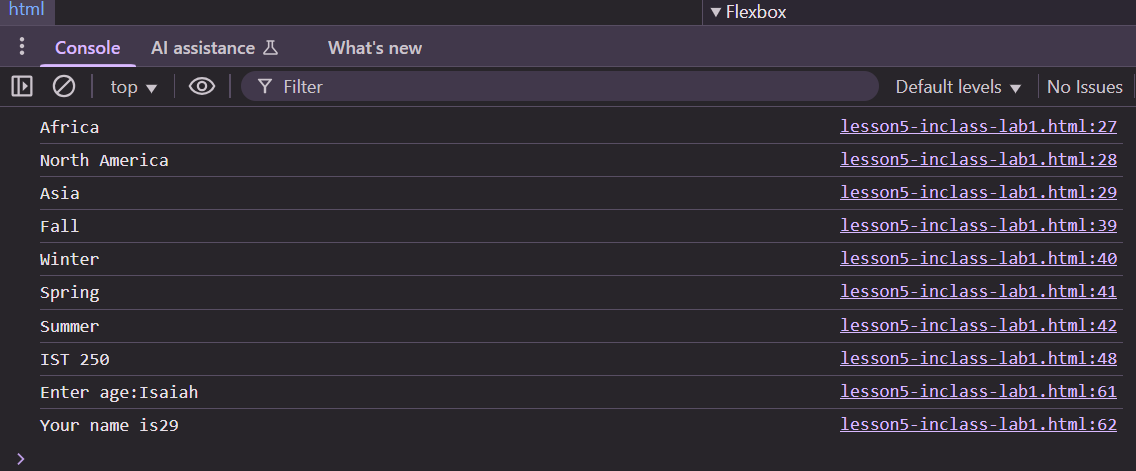 html
▼ Flexbox
Console AI assistance What's new
top ▼ Filter Default levels ▼ No Issues
Africa lesson5-inclass-lab1.html:27
North America lesson5-inclass-lab1.html:28
Asia lesson5-inclass-lab1.html:29
Fall lesson5-inclass-lab1.html:39
Winter lesson5-inclass-lab1.html:40
Spring lesson5-inclass-lab1.html:41
Summer lesson5-inclass-lab1.html:42
IST 250 lesson5-inclass-lab1.html:48
Enter age:Isaiah lesson5-inclass-lab1.html:61
Your name is29 lesson5-inclass-lab1.html:62
>